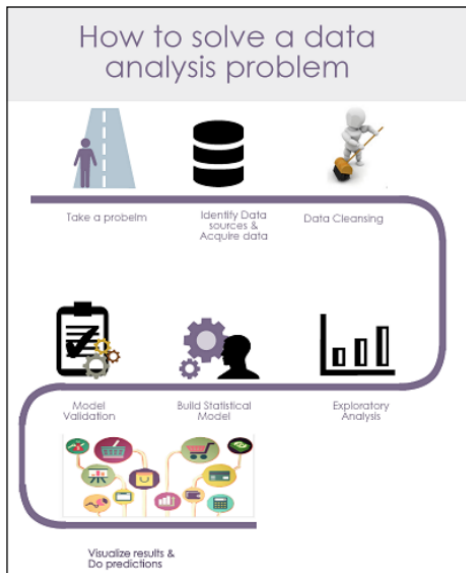 How to solve a data
analysis problem
Take a probelm
Identify Data
sources &
Acquire data
Data Cleansing
Model
Validation
Build Statistical
Model
Exploratory
Analysis
Visualize results &
Do predictions